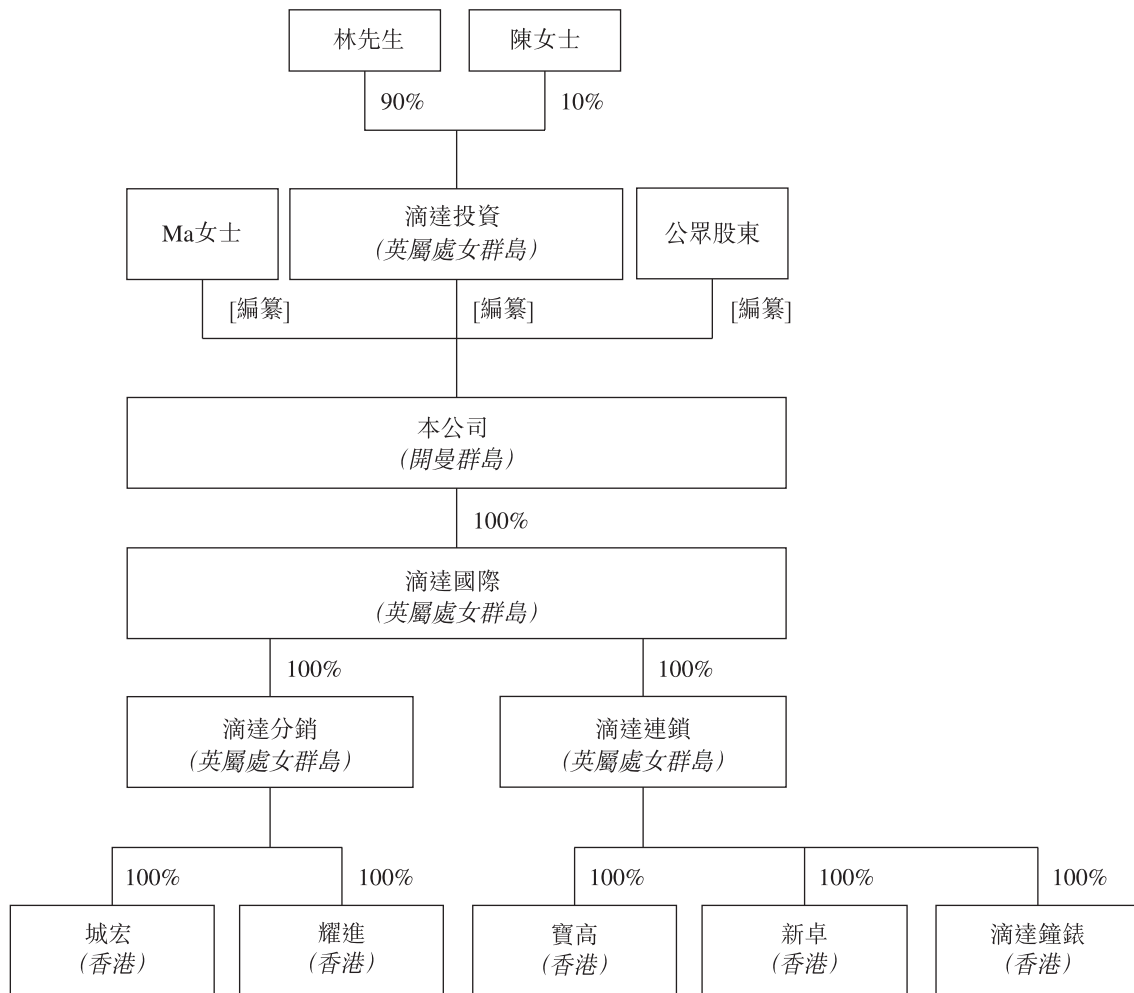 林先生
陳女士
90%
10%
Ma女士
滴達投資
(英屬處女群島)
公眾股東
[編纂]
[編纂]
[編纂]
本公司
(開曼群島)
100%
滴達國際
(英屬處女群島)
100%
100%
滴達分銷
(英屬處女群島)
滴達連鎖
(英屬處女群島)
100%
100%
100%
100%
100%
城宏
(香港)
耀進
(香港)
寶高
(香港)
新卓
(香港)
滴達鐘錶
(香港)